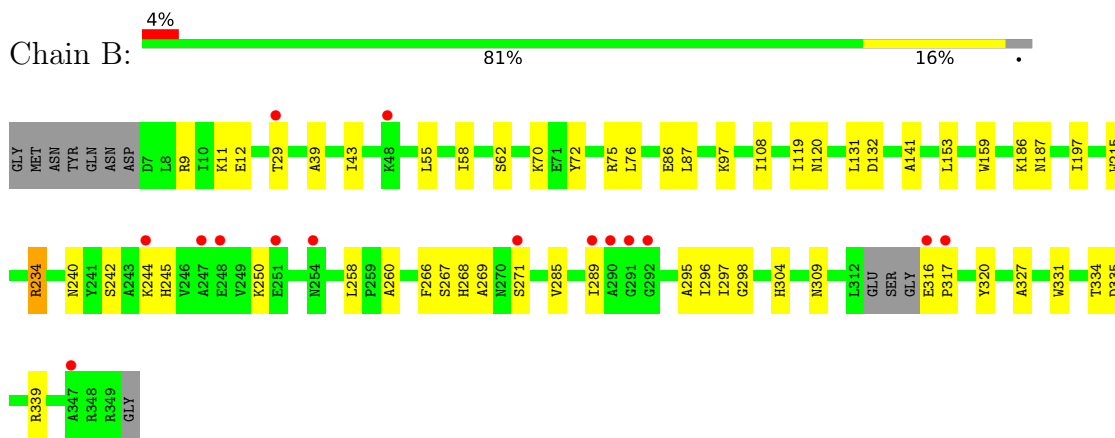 4%
Chain B:
81% 16% •
GLY MET ASN TYR GLN ASN ASP D7 L8 R9 I10 K11 E12 T29 A39 I43 K48 L55 I58 S62 K70 E71 Y72 R75 L76 E86 L87 K97 I108 I119 N120 L131 D132 A141 L153 W159 K186 N187 I197 W215
R234 N240 Y241 S242 A243 K244 H245 V246 A247 E248 V249 K250 E251 N254 L258 P259 A260 F266 S267 H268 A269 N270 S271 V285 I289 A290 G291 G292 A295 I296 I297 G298 H304 N309 L312 GLU SER GLY E316 P317 Y320 A327 W331 T334 D335
R339 A347 R348 R349 GLY